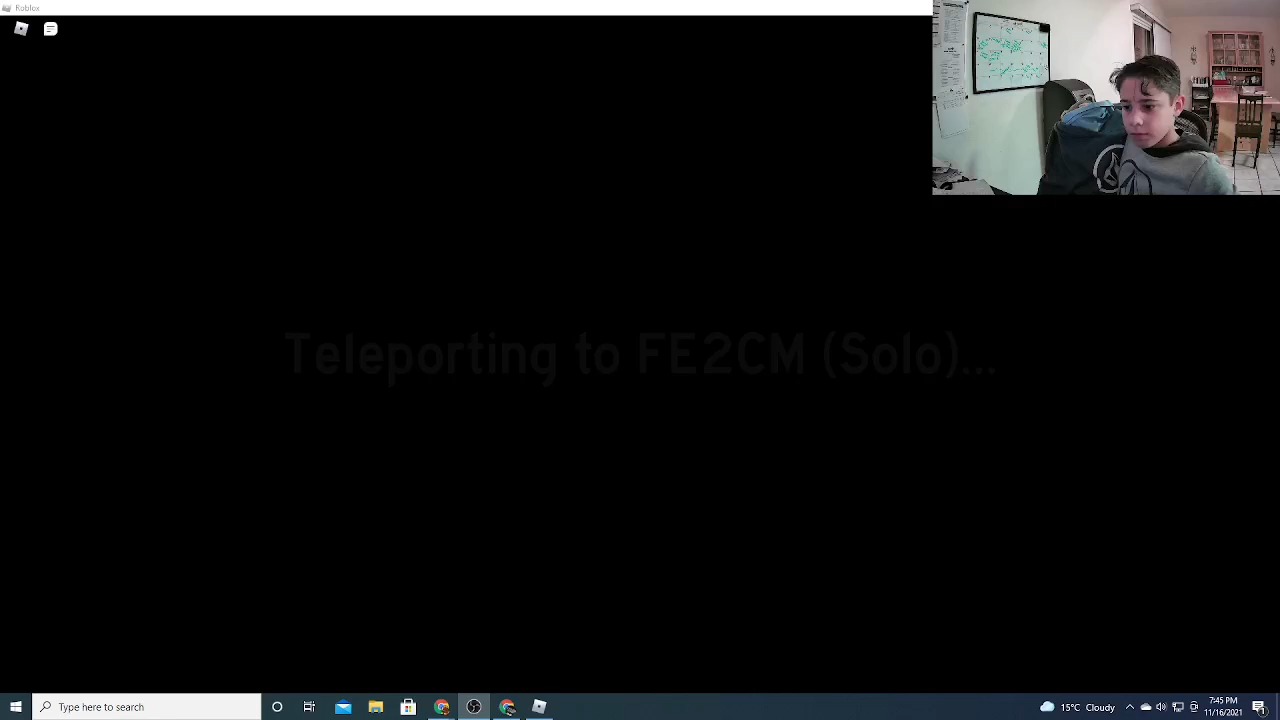 Roblox
Teleporting to FE2CM (Solo)...
Type here to search
15°C Cloudy
7:45 PM
11/16/2021